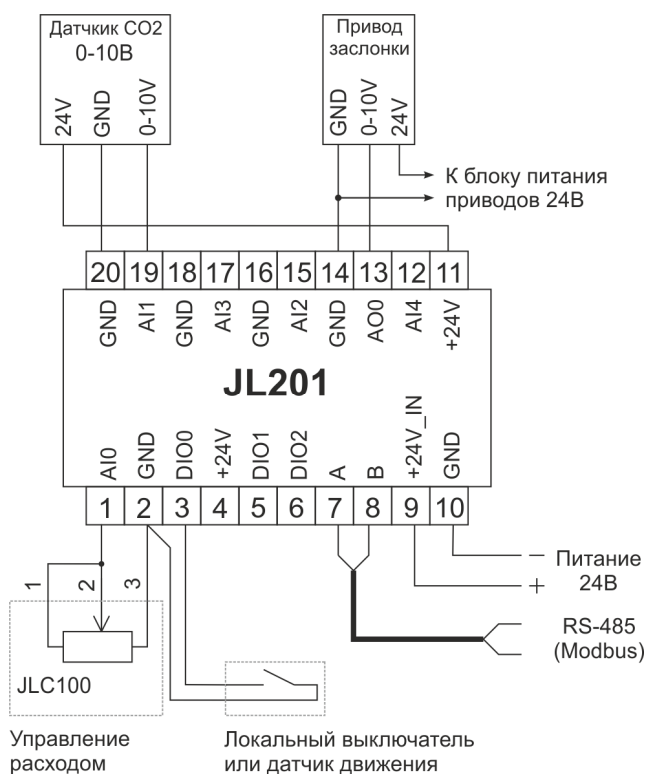 Датчкик CO2
0-10В
24V
GND
0-10V
Привод
заслонки
GND
0-10V
24V
К блоку питания
приводов 24В
20 19 18 17 16 15 14 13 12 11
GND AI1 GND AI3 GND AI2 GND AO0 AI4 +24V
JL201
AI0 GND DIO0 +24V DIO1 DIO2 A B +24V_IN GND
1 2 3 4 5 6 7 8 9 10
1 2 3
JLC100
Управление
расходом
Локальный выключатель
или датчик движения
− Питание
+ 24В
RS-485
(Modbus)